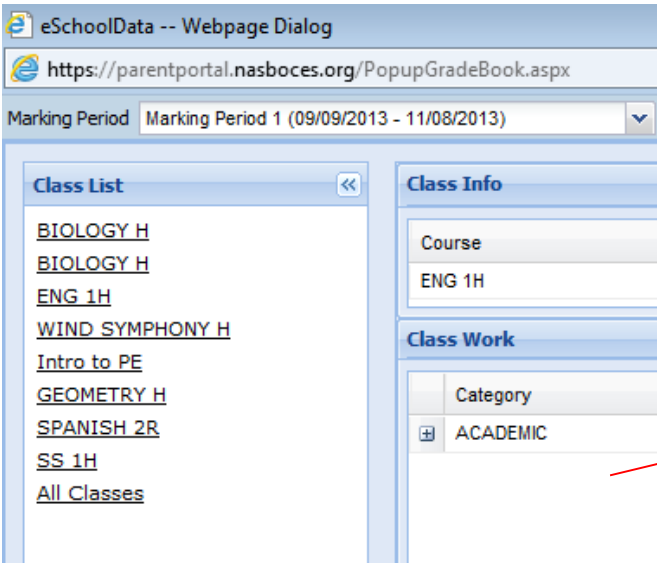 eSchoolData -- Webpage Dialog
https://parentportal.nasboces.org/PopupGradeBook.aspx
Marking Period Marking Period 1 (09/09/2013 - 11/08/2013)
Class List
BIOLOGY H
BIOLOGY H
ENG 1H
WIND SYMPHONY H
Intro to PE
GEOMETRY H
SPANISH 2R
SS 1H
All Classes
Class Info
Course
ENG 1H
Class Work
Category
ACADEMIC